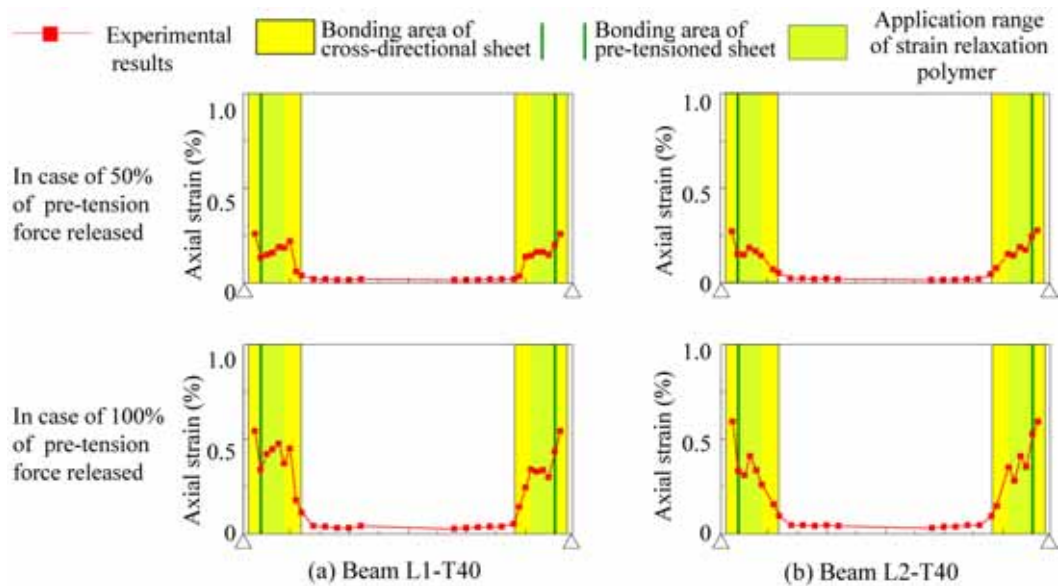 Experimental
results
Bonding area of
cross-directional sheet
Bonding area of
pre-tensioned sheet
Application range
of strain relaxation
polymer
In case of 50%
of pre-tension
force released
Axial strain (%)
1.0
0.5
0
Axial strain (%)
1.0
0.5
0
In case of 100%
of pre-tension
force released
Axial strain (%)
1.0
0.5
0
Axial strain (%)
1.0
0.5
0
(a) Beam L1-T40
(b) Beam L2-T40